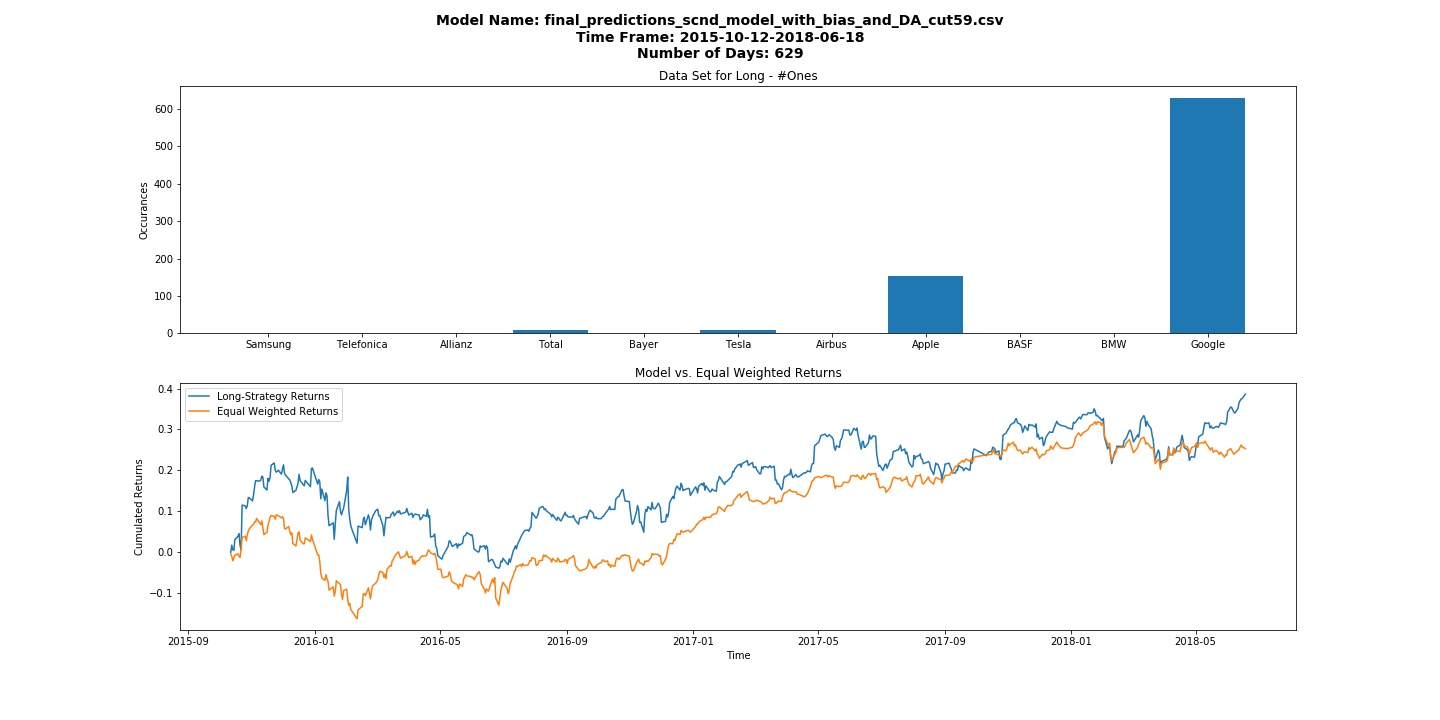 Model Name: final_predictions_scnd_model_with_bias_and_DA_cut59.csv
Time Frame: 2015-10-12-2018-06-18
Number of Days: 629
Data Set for Long - #Ones
600
500
400
300
200
100
0
Occurances
Samsung Telefonica Allianz Total Bayer Tesla Airbus Apple BASF BMW Google
Model vs. Equal Weighted Returns
Long-Strategy Returns
Equal Weighted Returns
0.4
0.3
0.2
0.1
0.0
−0.1
Cumulated Returns
2015-09 2016-01 2016-05 2016-09 2017-01 2017-05 2017-09 2018-01 2018-05
Time